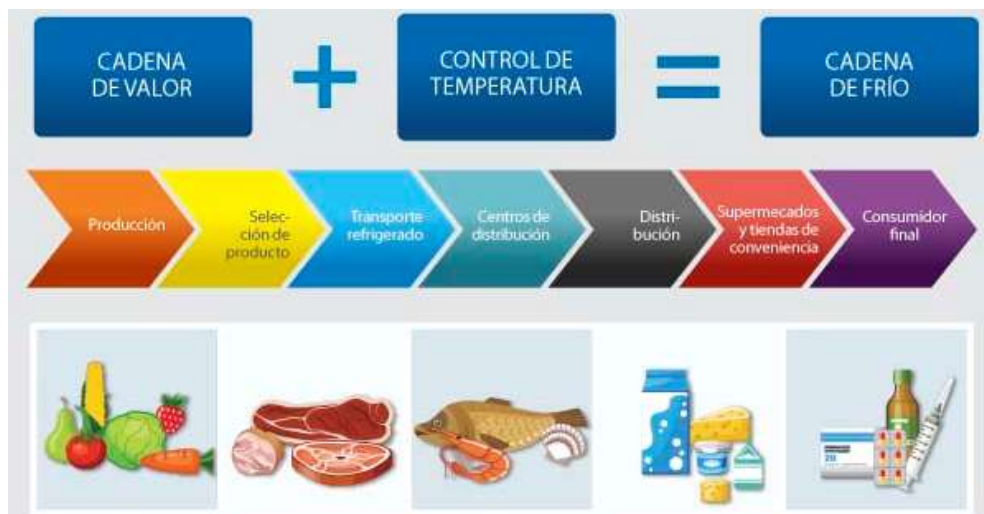 CADENA
DE VALOR
+
CONTROL DE
TEMPERATURA
=
CADENA
DE FRÍO
Producción
Selec-
ción de
producto
Transporte
refrigerado
Centros de
distribución
Distri-
bución
Supermecados
y tiendas de
conveniencia
Consumidor
final